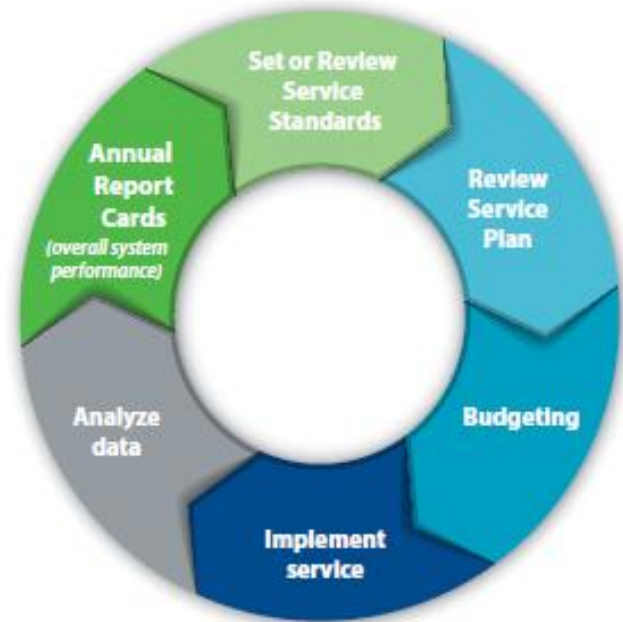 Set or Review
Service
Standards
Review
Service
Plan
Budgeting
Implement
service
Analyze
data
Annual
Report
Cards
(overall system
performance)